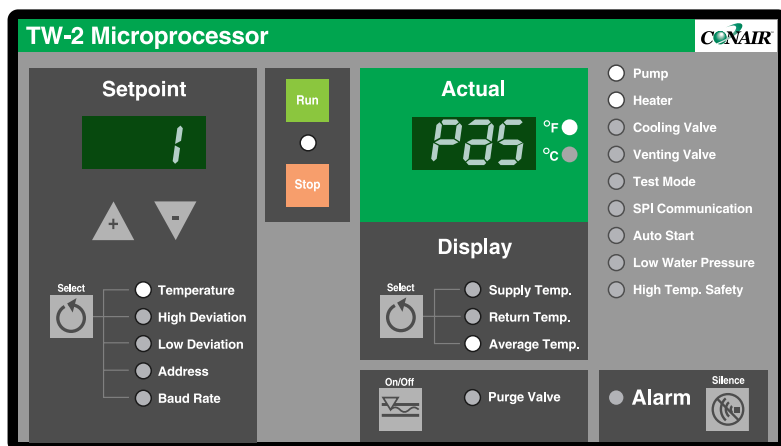 TW-2 Microprocessor
CONAIR
Setpoint
1
Select
Temperature
High Deviation
Low Deviation
Address
Baud Rate
Run
Stop
Actual
PAS
°F
°C
Display
Select
Supply Temp.
Return Temp.
Average Temp.
On/Off
Purge Valve
Pump
Heater
Cooling Valve
Venting Valve
Test Mode
SPI Communication
Auto Start
Low Water Pressure
High Temp. Safety
Alarm
Silence
+
-